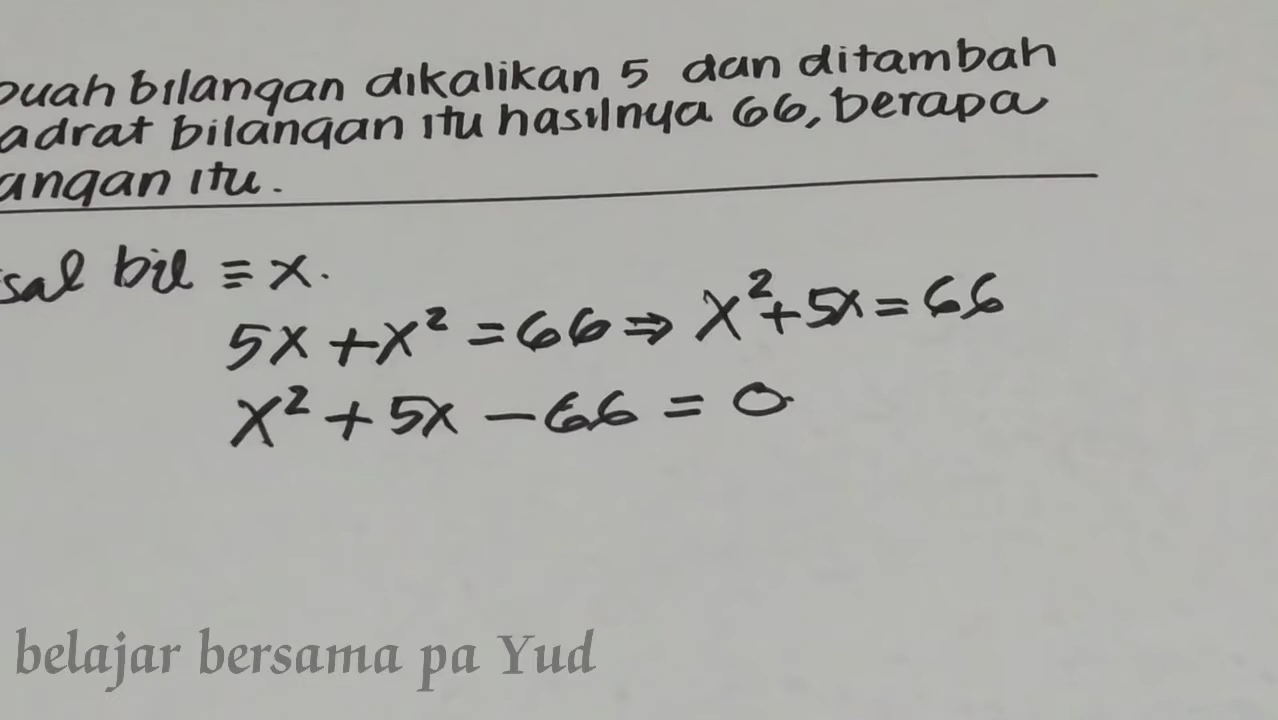 buah bilangan dikalikan 5 dan ditambah
adrat bilangan itu hasilnya 66, berapa
angan itu.
sal bil ≡ x.
5x + x² = 66 ⇒ x² + 5x = 66
x² + 5x - 66 = 0
belajar bersama pa Yud